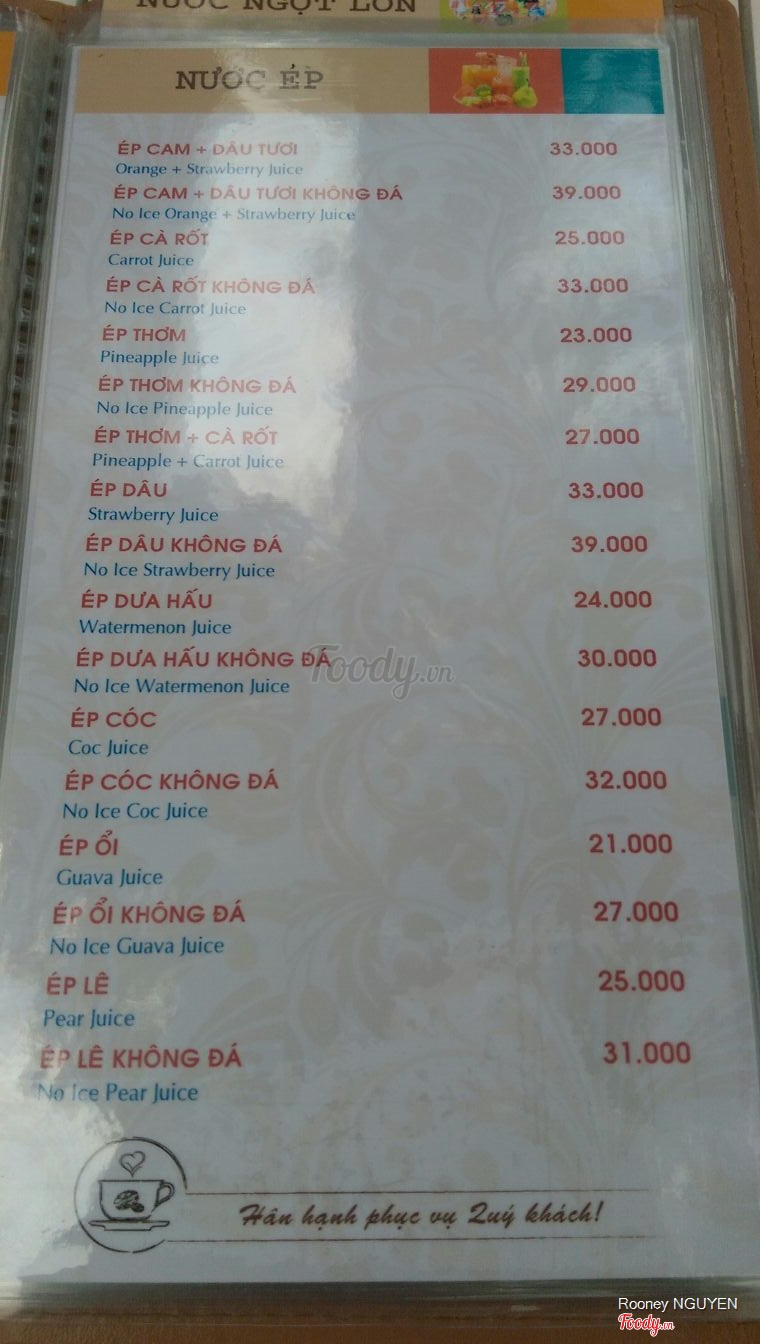 NƯỚC NGỌT LON
NƯỚC ÉP
ÉP CAM + DÂU TƯƠI 33.000
Orange + Strawberry Juice
ÉP CAM + DÂU TƯƠI KHÔNG ĐÁ 39.000
No Ice Orange + Strawberry Juice
ÉP CÀ RỐT 25.000
Carrot Juice
ÉP CÀ RỐT KHÔNG ĐÁ 33.000
No Ice Carrot Juice
ÉP THƠM 23.000
Pineapple Juice
ÉP THƠM KHÔNG ĐÁ 29.000
No Ice Pineapple Juice
ÉP THƠM + CÀ RỐT 27.000
Pineapple + Carrot Juice
ÉP DÂU 33.000
Strawberry Juice
ÉP DÂU KHÔNG ĐÁ 39.000
No Ice Strawberry Juice
ÉP DƯA HẤU 24.000
Watermenon Juice
ÉP DƯA HẤU KHÔNG ĐÁ 30.000
No Ice Watermenon Juice
Foody.vn
ÉP CÓC 27.000
Coc Juice
ÉP CÓC KHÔNG ĐÁ 32.000
No Ice Coc Juice
ÉP ỔI 21.000
Guava Juice
ÉP ỔI KHÔNG ĐÁ 27.000
No Ice Guava Juice
ÉP LÊ 25.000
Pear Juice
ÉP LÊ KHÔNG ĐÁ 31.000
No Ice Pear Juice
Hân hạnh phục vụ Quý khách!
Rooney NGUYEN
Foody.vn